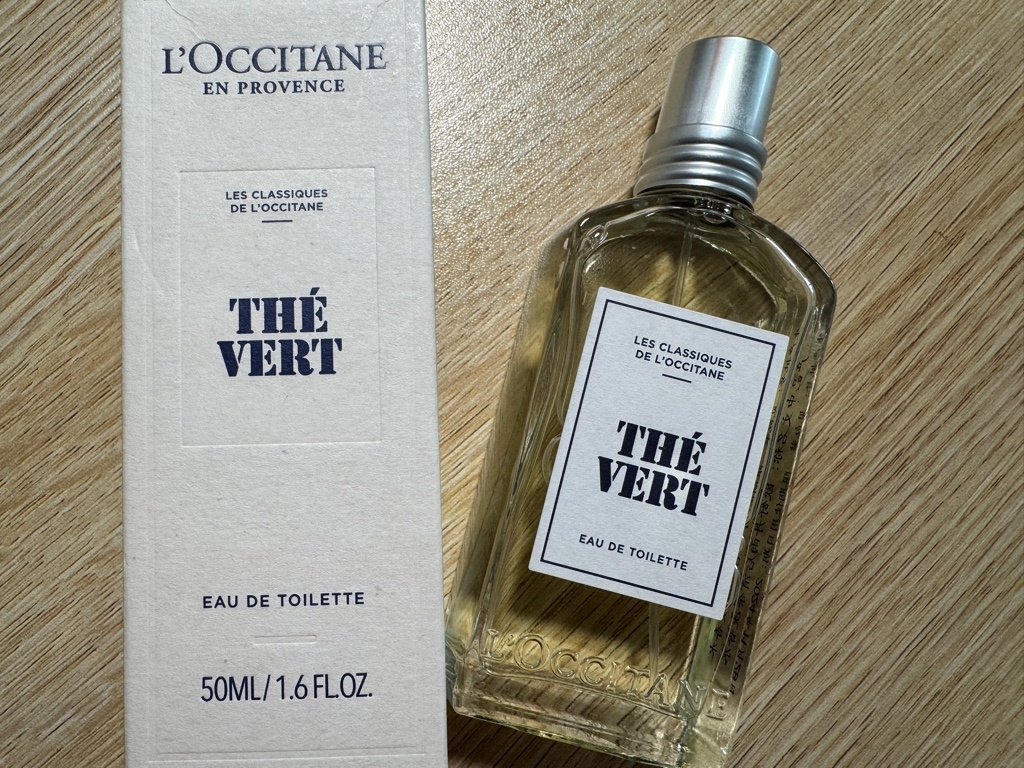 L'OCCITANE
EN PROVENCE
LES CLASSIQUES
DE L'OCCITANE
THÉ
VERT
EAU DE TOILETTE
50ML/1.6 FL.OZ.
LES CLASSIQUES
DE L'OCCITANE
THÉ
VERT
EAU DE TOILETTE
L'OCCITANE